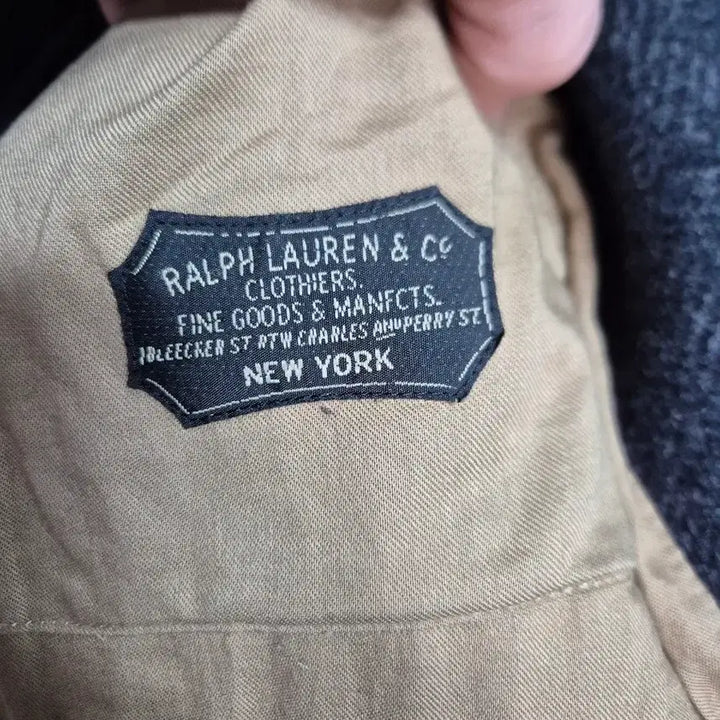 RALPH LAUREN & Co
CLOTHIERS.
FINE GOODS & MANFCTS.
BLEECKER ST BTW CHARLES AND PERRY ST.
NEW YORK